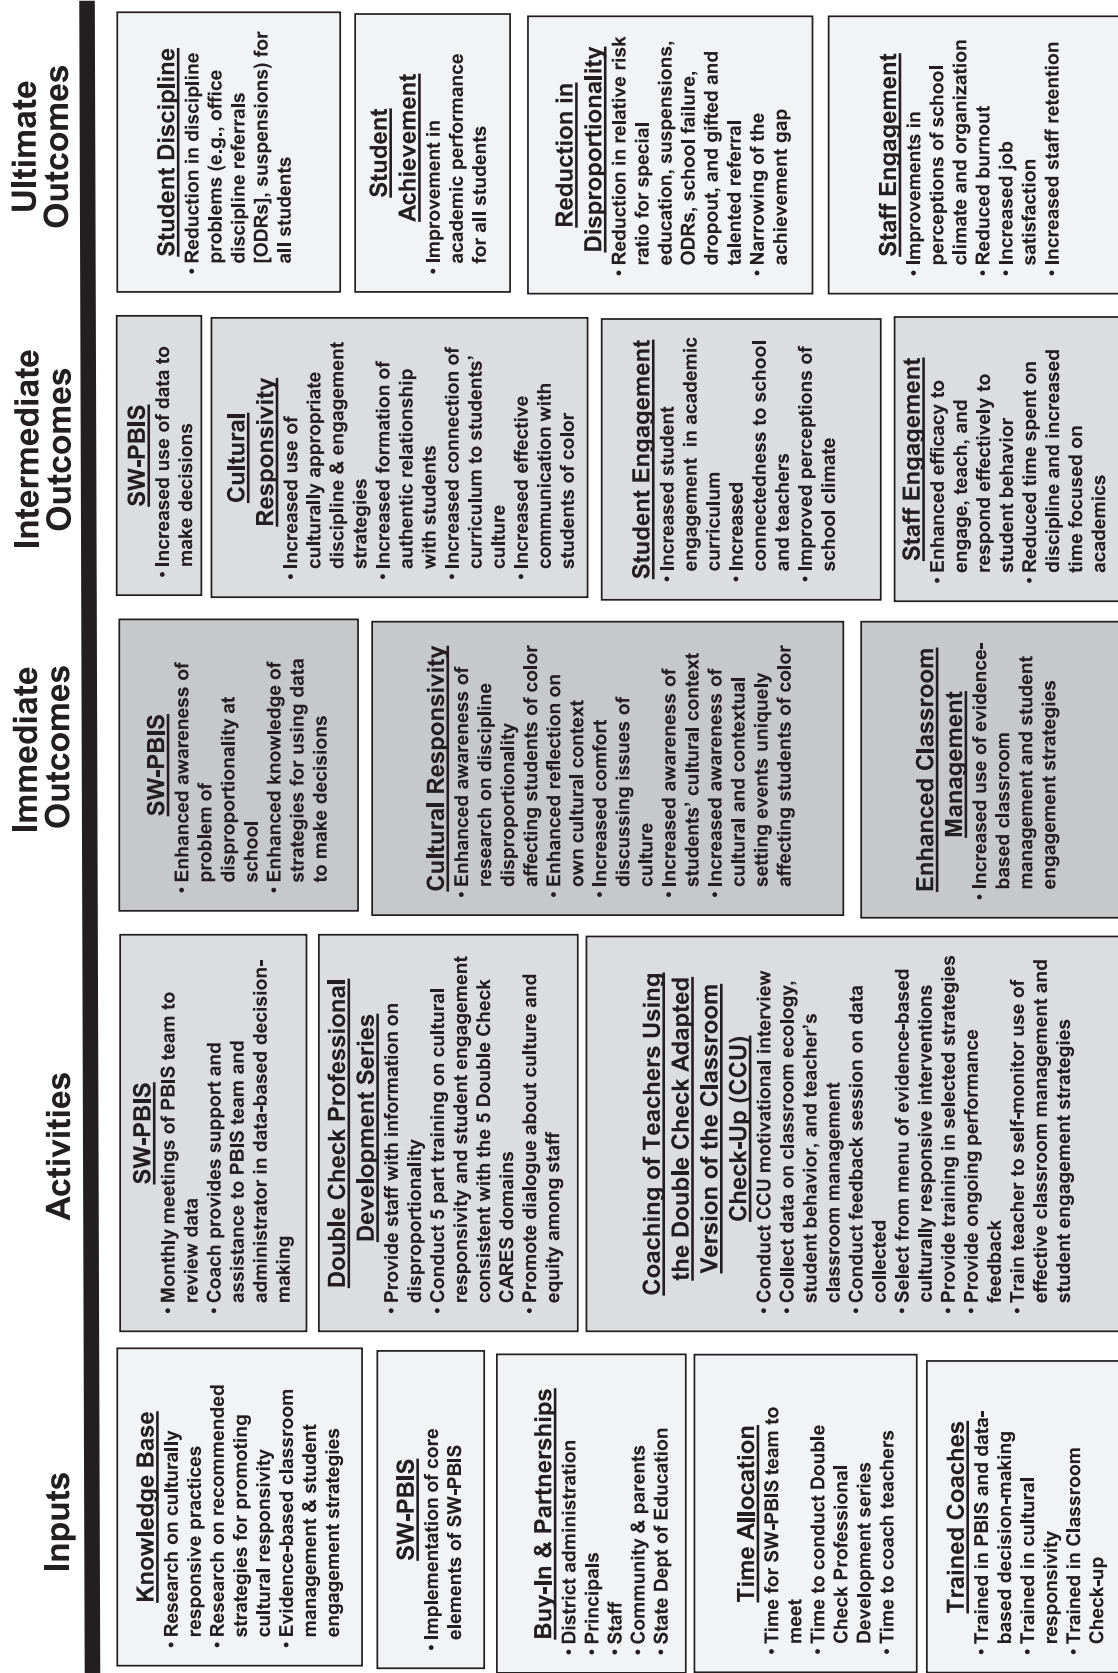 Inputs
Knowledge Base
• Research on culturally
responsive practices
• Research on recommended
strategies for promoting
cultural responsivity
• Evidence-based classroom
management & student
engagement strategies
SW-PBIS
• Implementation of core
elements of SW-PBIS
Buy-In & Partnerships
• District administration
• Principals
• Staff
• Community & parents
• State Dept of Education
Time Allocation
• Time for SW-PBIS team to
meet
• Time to conduct Double
Check Professional
Development series
• Time to coach teachers
Trained Coaches
• Trained in PBIS and data-
based decision-making
• Trained in cultural
responsivity
• Trained in Classroom
Check-up
Activities
SW-PBIS
• Monthly meetings of PBIS team to
review data
• Coach provides support and
assistance to PBIS team and
administrator in data-based decision-
making
Double Check Professional
Development Series
• Provide staff with information on
disproportionality
• Conduct 5 part training on cultural
responsivity and student engagement
consistent with the 5 Double Check
CARES domains
• Promote dialogue about culture and
equity among staff
Coaching of Teachers Using
the Double Check Adapted
Version of the Classroom
Check-Up (CCU)
• Conduct CCU motivational interview
• Collect data on classroom ecology,
student behavior, and teacher's
classroom management
• Conduct feedback session on data
collected
• Select from menu of evidence-based
culturally responsive interventions
• Provide training in selected strategies
• Provide ongoing performance
feedback
• Train teacher to self-monitor use of
effective classroom management and
student engagement strategies
Immediate
Outcomes
SW-PBIS
• Enhanced awareness of
problem of
disproportionality at
school
• Enhanced knowledge of
strategies for using data
to make decisions
Cultural Responsivity
• Enhanced awareness of
research on discipline
disproportionality
affecting students of color
• Enhanced reflection on
own cultural context
• Increased comfort
discussing issues of
culture
• Increased awareness of
students' cultural context
• Increased awareness of
cultural and contextual
setting events uniquely
affecting students of color
Enhanced Classroom
Management
• Increased use of evidence-
based classroom
management and student
engagement strategies
Intermediate
Outcomes
SW-PBIS
• Increased use of data to
make decisions
Cultural
Responsivity
• Increased use of
culturally appropriate
discipline & engagement
strategies
• Increased formation of
authentic relationship
with students
• Increased connection of
curriculum to students'
culture
• Increased effective
communication with
students of color
Student Engagement
• Increased student
engagement in academic
curriculum
• Increased
connectedness to school
and teachers
• Improved perceptions of
school climate
Staff Engagement
• Enhanced efficacy to
engage, teach, and
respond effectively to
student behavior
• Reduced time spent on
discipline and increased
time focused on
academics
Ultimate
Outcomes
Student Discipline
• Reduction in discipline
problems (e.g., office
discipline referrals
[ODRs], suspensions) for
all students
Student
Achievement
• Improvement in
academic performance
for all students
Reduction in
Disproportionality
• Reduction in relative risk
ratio for special
education, suspensions,
ODRs, school failure,
dropout, and gifted and
talented referral
• Narrowing of the
achievement gap
Staff Engagement
• Improvements in
perceptions of school
climate and organization
• Reduced burnout
• Increased job
satisfaction
• Increased staff retention